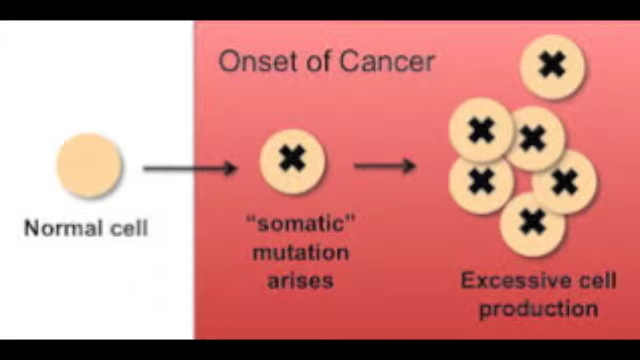 Onset of Cancer
Normal cell
“somatic”
mutation
arises
Excessive cell
production